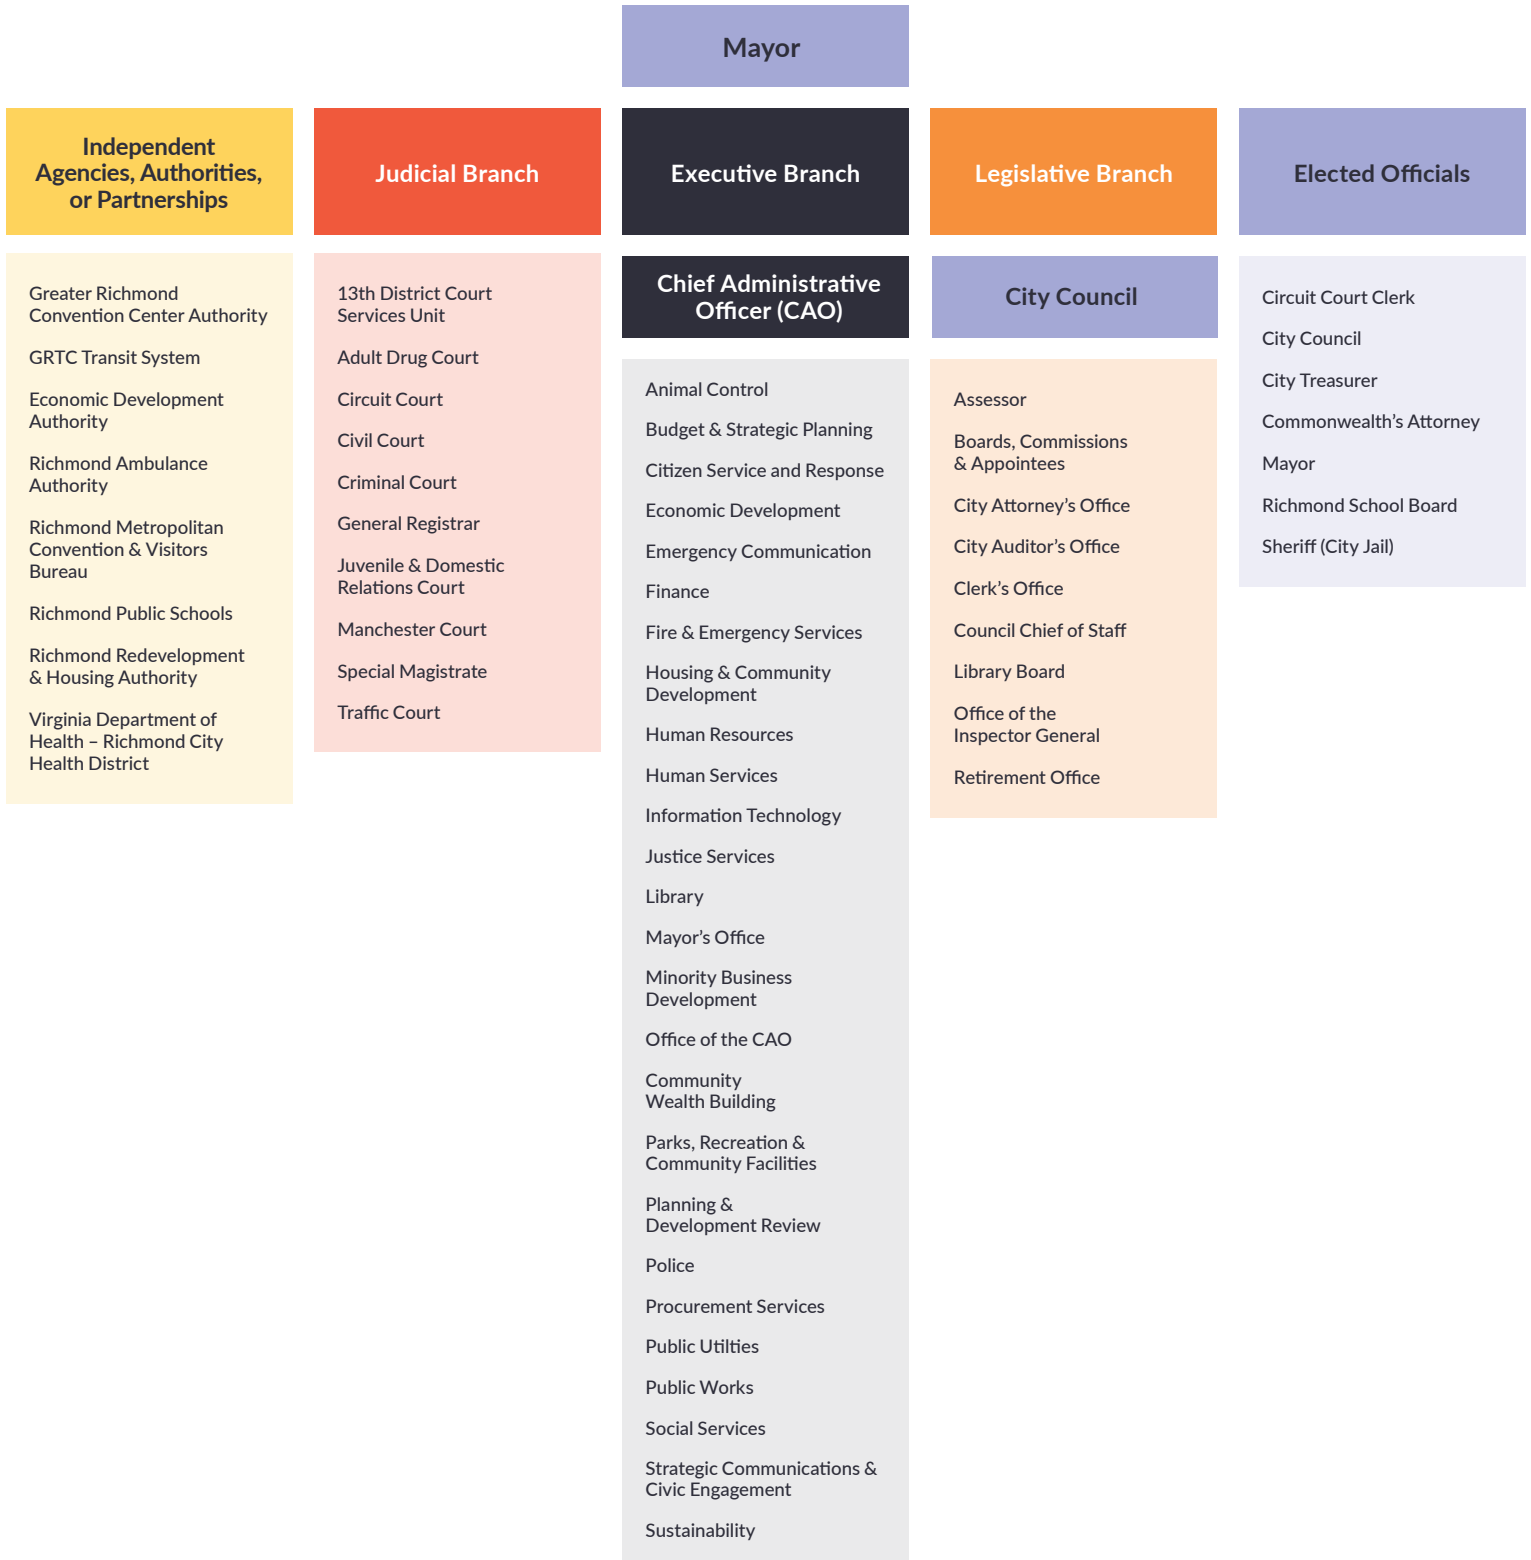 Mayor
Independent
Agencies, Authorities,
or Partnerships
Greater Richmond
Convention Center Authority
GRTC Transit System
Economic Development
Authority
Richmond Ambulance
Authority
Richmond Metropolitan
Convention & Visitors
Bureau
Richmond Public Schools
Richmond Redevelopment
& Housing Authority
Virginia Department of
Health – Richmond City
Health District
Judicial Branch
13th District Court
Services Unit
Adult Drug Court
Circuit Court
Civil Court
Criminal Court
General Registrar
Juvenile & Domestic
Relations Court
Manchester Court
Special Magistrate
Traffic Court
Executive Branch
Chief Administrative
Officer (CAO)
Animal Control
Budget & Strategic Planning
Citizen Service and Response
Economic Development
Emergency Communication
Finance
Fire & Emergency Services
Housing & Community
Development
Human Resources
Human Services
Information Technology
Justice Services
Library
Mayor’s Office
Minority Business
Development
Office of the CAO
Community
Wealth Building
Parks, Recreation &
Community Facilities
Planning &
Development Review
Police
Procurement Services
Public Utilties
Public Works
Social Services
Strategic Communications &
Civic Engagement
Sustainability
Legislative Branch
City Council
Assessor
Boards, Commissions
& Appointees
City Attorney’s Office
City Auditor’s Office
Clerk’s Office
Council Chief of Staff
Library Board
Office of the
Inspector General
Retirement Office
Elected Officials
Circuit Court Clerk
City Council
City Treasurer
Commonwealth’s Attorney
Mayor
Richmond School Board
Sheriff (City Jail)